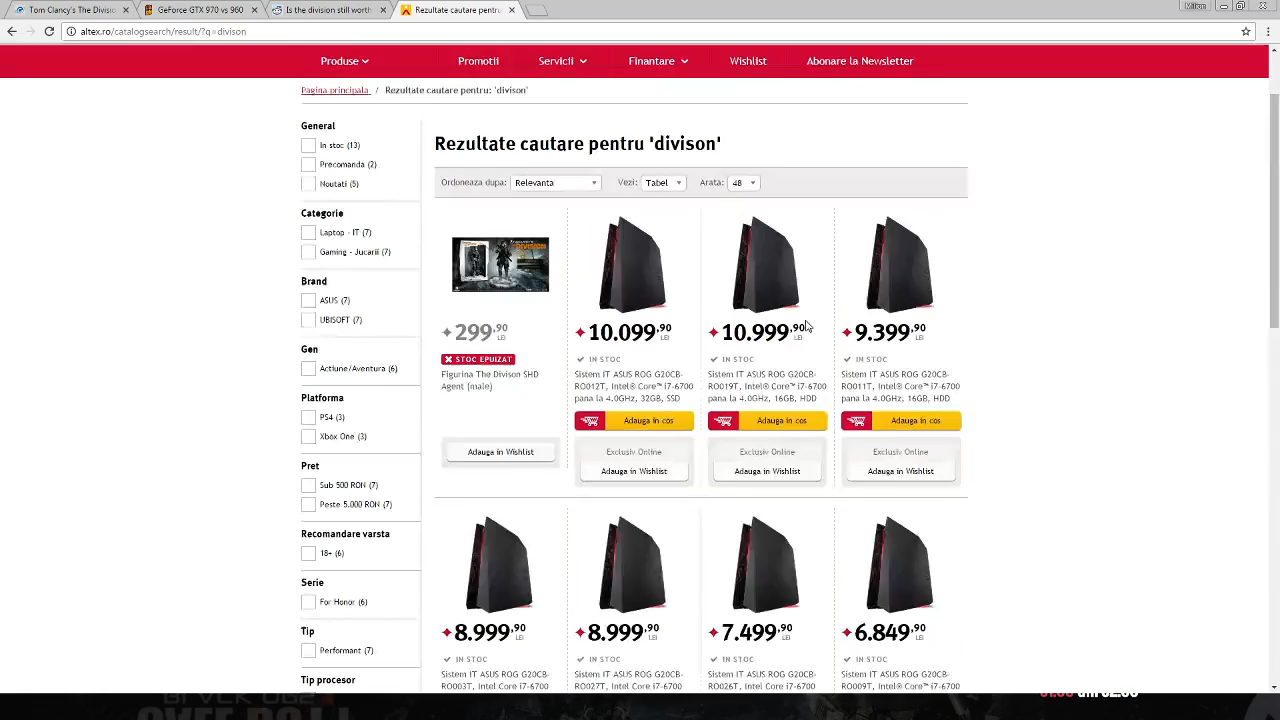 Tom Clancy's The Divisi
GeForce GTX 970 vs 960
Is the division still worth
Rezultate cautare pentru
altex.ro/catalogsearch/result/?q=divison
Produse
Promotii
Servicii
Finantare
Wishlist
Abonare la Newsletter
Pagina principala / Rezultate cautare pentru: 'divison'
General
In stoc (13)
Precomanda (2)
Noutati (5)
Categorie
Laptop - IT (7)
Gaming - Jucarii (7)
Brand
ASUS (7)
UBISOFT (7)
Gen
Actiune/Aventura (6)
Platforma
PS4 (3)
Xbox One (3)
Pret
Sub 500 RON (7)
Peste 5.000 RON (7)
Recomandare varsta
18+ (6)
Serie
For Honor (6)
Tip
Performant (7)
Tip procesor
Rezultate cautare pentru 'divison'
Ordoneaza dupa: Relevanta Vezi: Tabel Arata: 48
299,90 LEI
STOC EPUIZAT
Figurina The Divison SHD
Agent (male)
Adauga in Wishlist
10.099,90 LEI
IN STOC
Sistem IT ASUS ROG G20CB-
RO012T, Intel® Core™ i7-6700
pana la 4.0GHz, 32GB, SSD
Adauga in cos
Exclusiv Online
Adauga in Wishlist
10.999,90 LEI
IN STOC
Sistem IT ASUS ROG G20CB-
RO019T, Intel® Core™ i7-6700
pana la 4.0GHz, 16GB, HDD
Adauga in cos
Exclusiv Online
Adauga in Wishlist
9.399,90 LEI
IN STOC
Sistem IT ASUS ROG G20CB-
RO011T, Intel® Core™ i7-6700
pana la 4.0GHz, 16GB, HDD
Adauga in cos
Exclusiv Online
Adauga in Wishlist
8.999,90 LEI
IN STOC
Sistem IT ASUS ROG G20CB-
RO003T, Intel Core i7-6700
8.999,90 LEI
IN STOC
Sistem IT ASUS ROG G20CB-
RO027T, Intel Core i7-6700
7.499,90 LEI
IN STOC
Sistem IT ASUS ROG G20CB-
RO026T, Intel Core i7-6700
6.849,90 LEI
IN STOC
Sistem IT ASUS ROG G20CB-
RO009T, Intel Core i7-6700